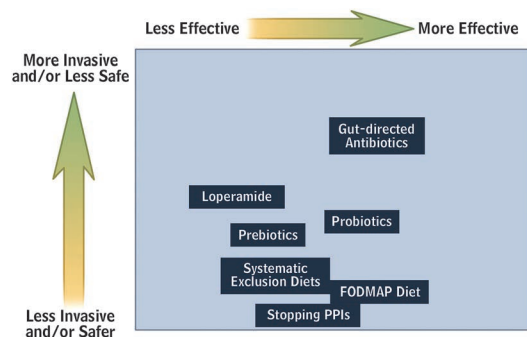 Less Effective
More Effective
More Invasive
and/or Less Safe
Gut-directed
Antibiotics
Loperamide
Probiotics
Prebiotics
Systematic
Exclusion Diets
FODMAP Diet
Stopping PPIs
Less Invasive
and/or Safer